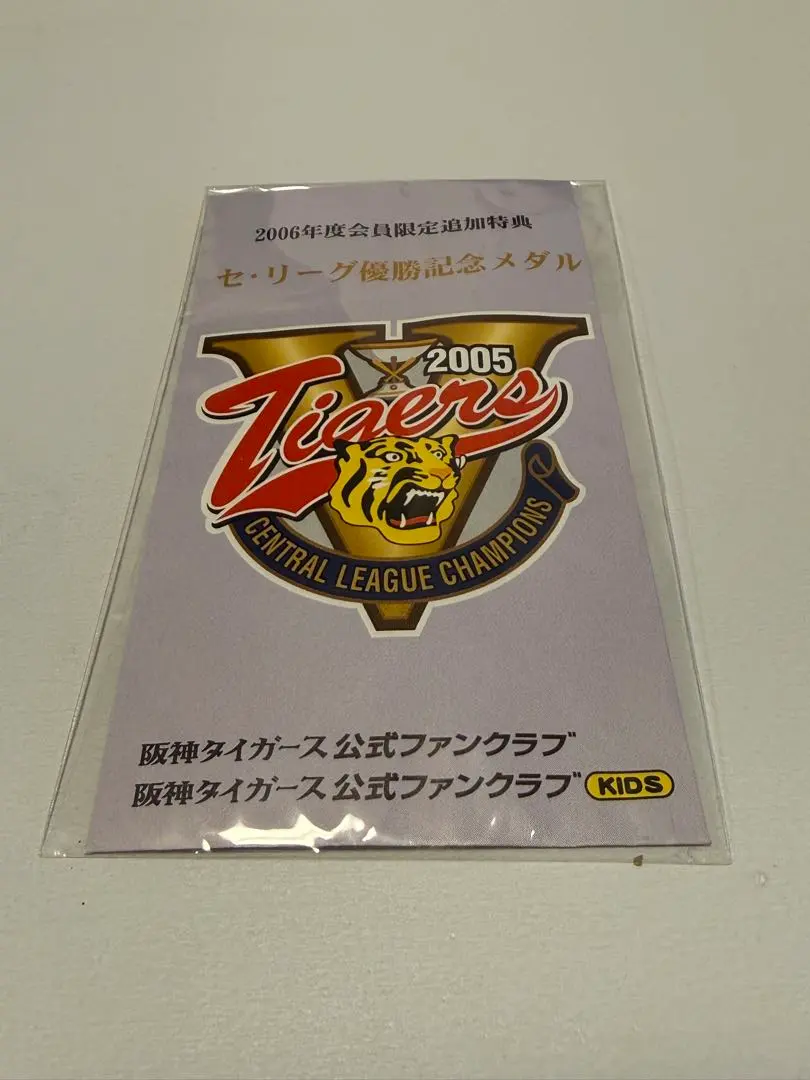 2006年度会員限定追加特典
セ・リーグ優勝記念メダル
2005
Tigers
CENTRAL LEAGUE CHAMPIONS
阪神タイガース 公式ファンクラブ
阪神タイガース 公式ファンクラブ KIDS